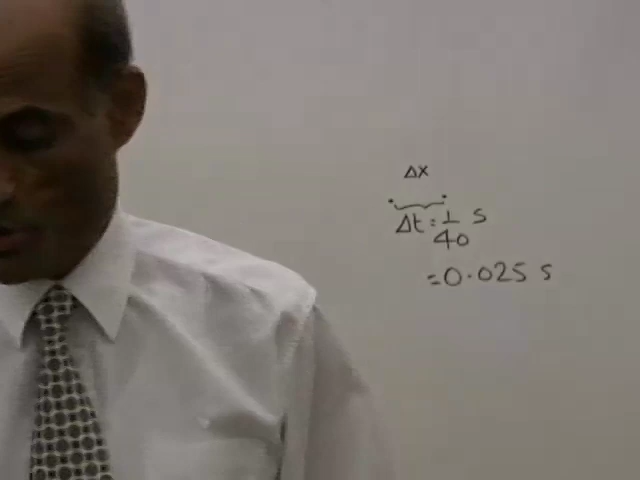 Δx
Δt = 1/40 s
= 0.025 s